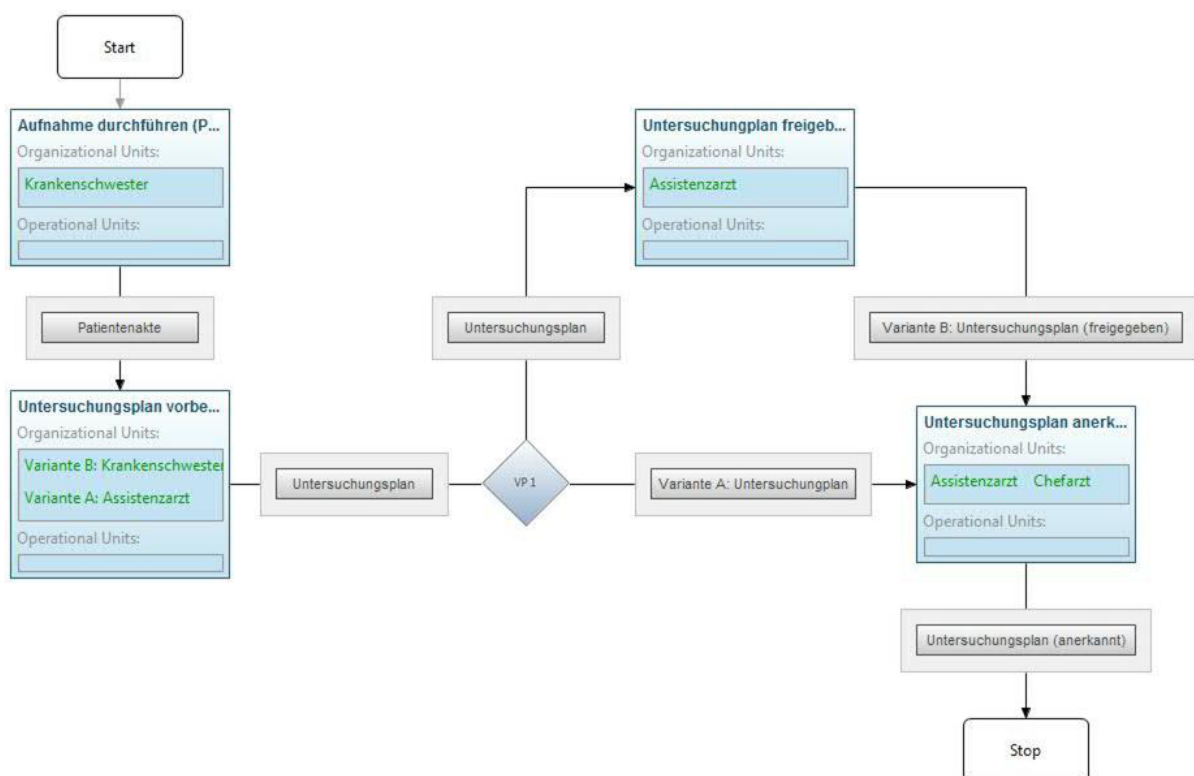 Start
Aufnahme durchführen (P...
Organizational Units:
Krankenschwester
Operational Units:
Patientenakte
Untersuchungsplan vorbe...
Organizational Units:
Variante B: Krankenschwester
Variante A: Assistenzarzt
Operational Units:
Untersuchungsplan
VP 1
Untersuchungsplan
Untersuchungplan freigeb...
Organizational Units:
Assistenzarzt
Operational Units:
Variante B: Untersuchungsplan (freigegeben)
Variante A: Untersuchungplan
Untersuchungsplan anerk...
Organizational Units:
Assistenzarzt Chefarzt
Operational Units:
Untersuchungsplan (anerkannt)
Stop